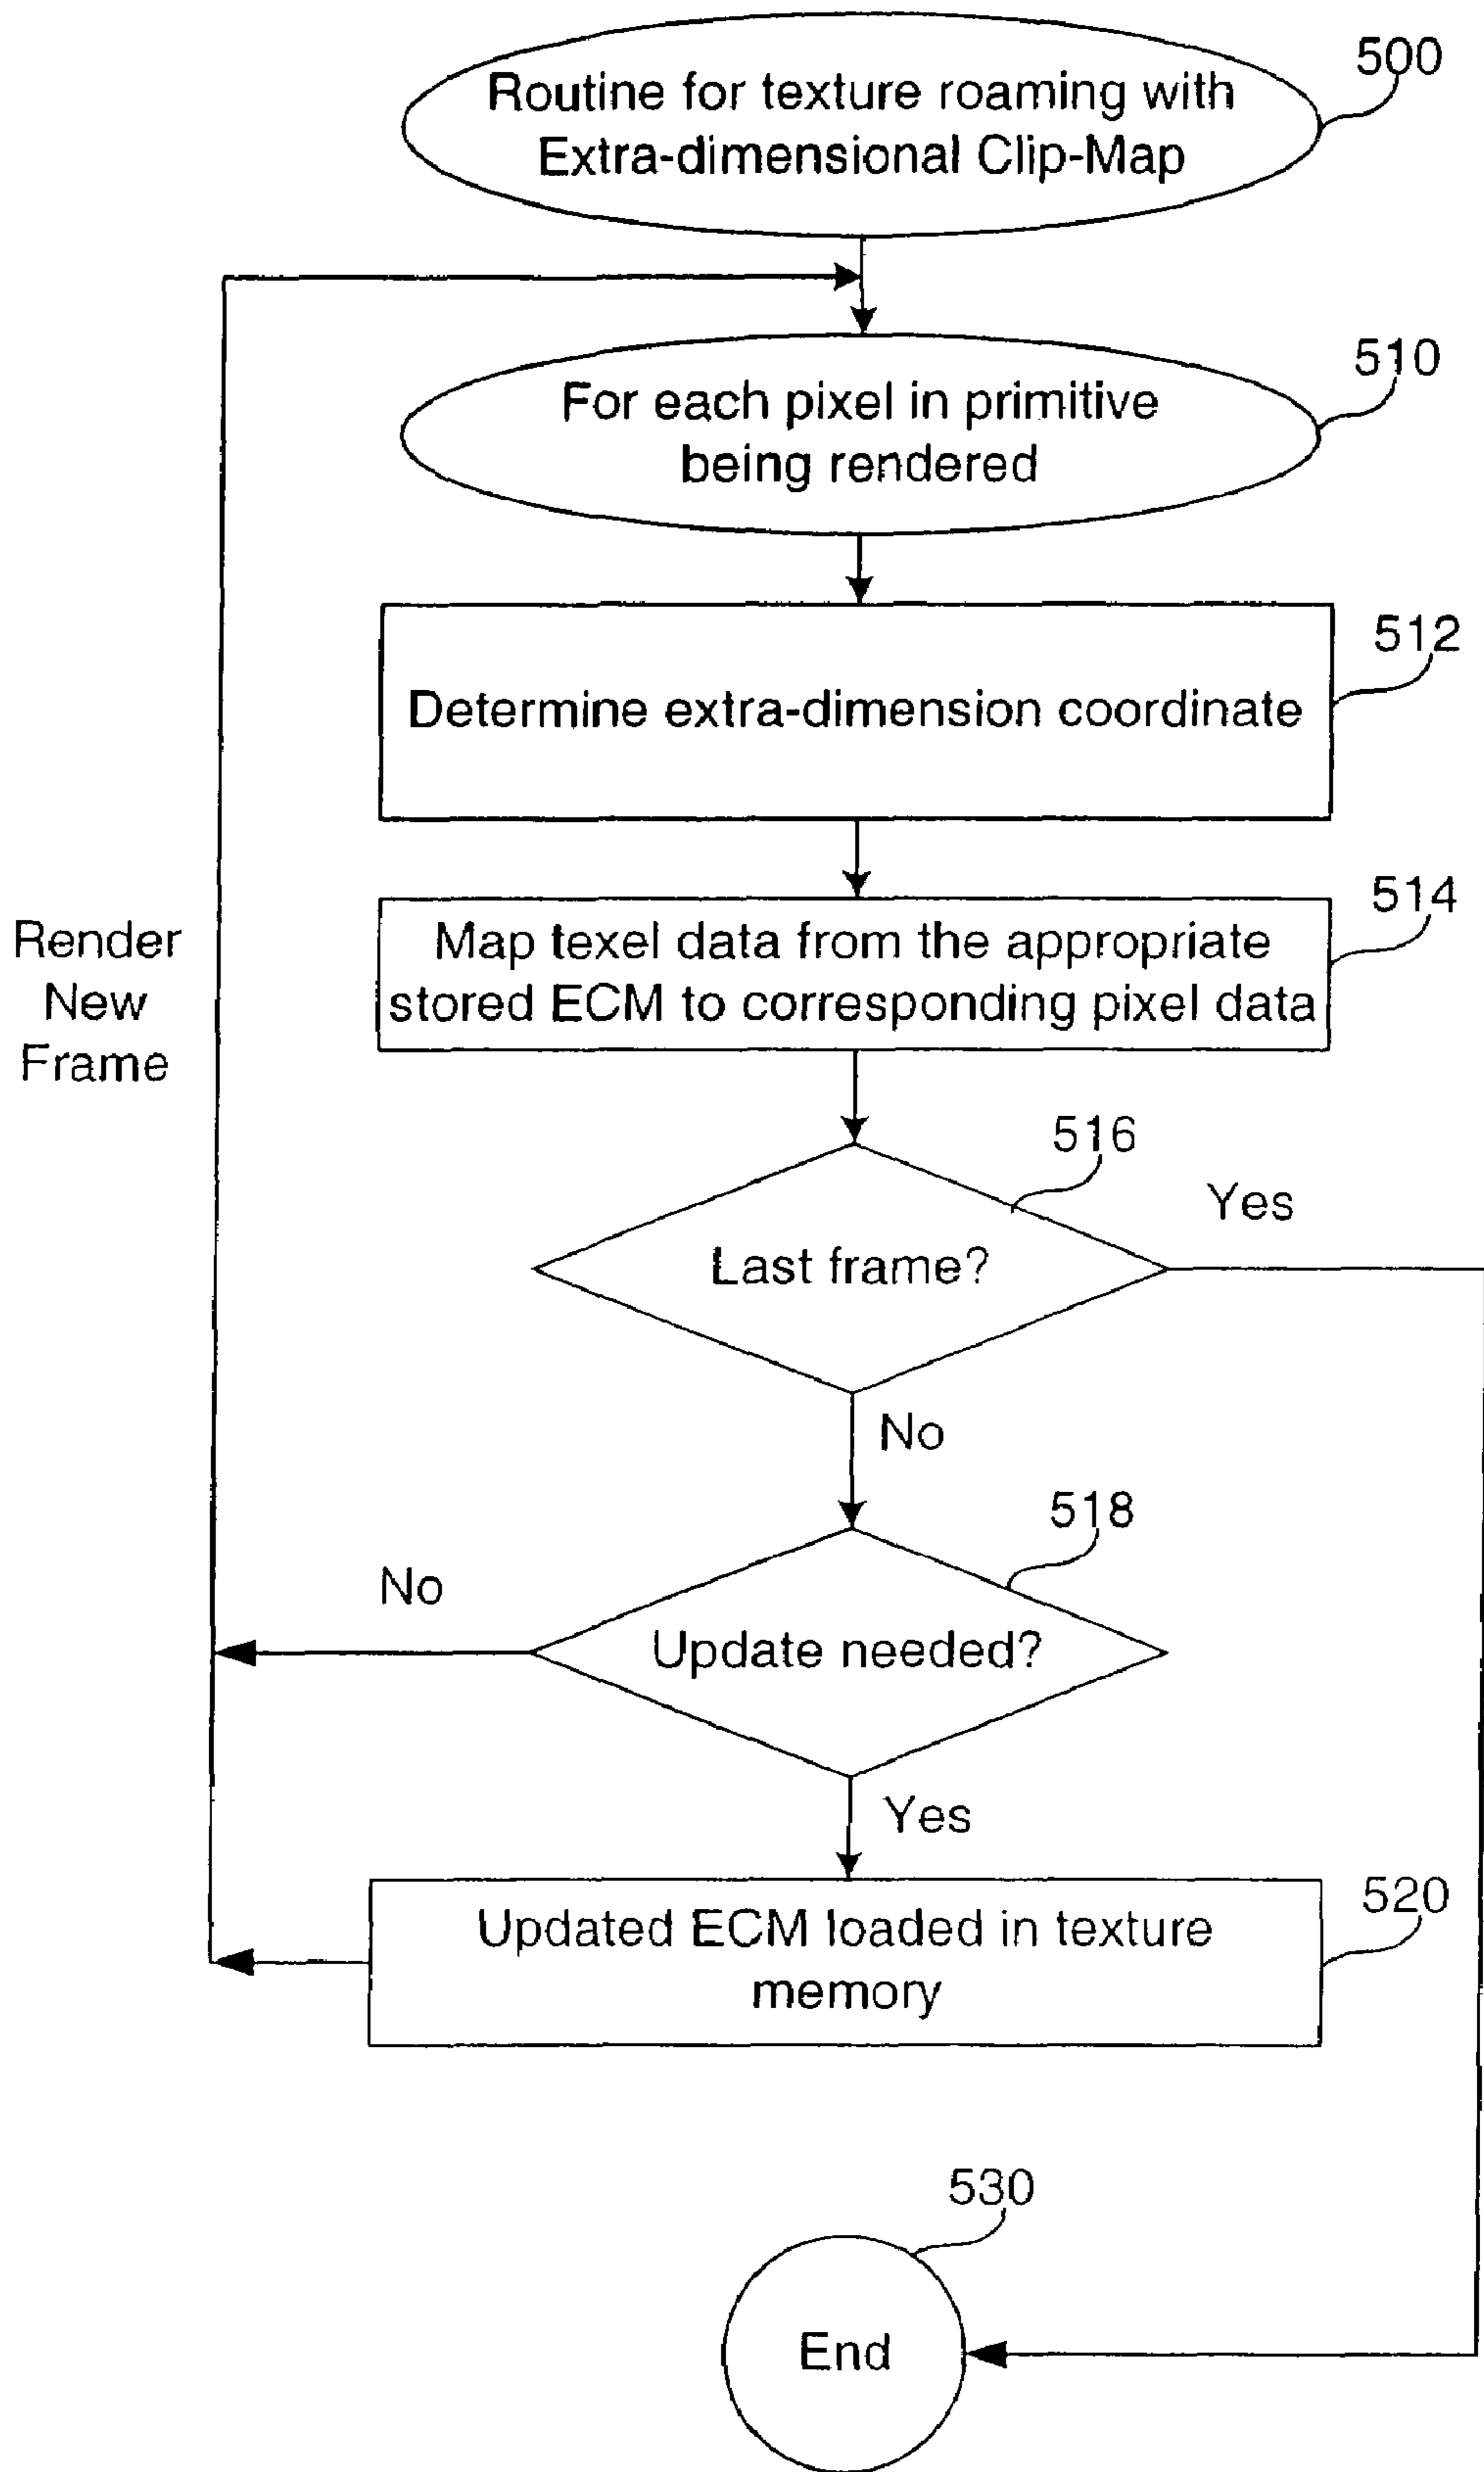 500
Routine for texture roaming with
Extra-dimensional Clip-Map
510
For each pixel in primitive
being rendered
512
Determine extra-dimension coordinate
514
Map texel data from the appropriate
stored ECM to corresponding pixel data
Render
New
Frame
516
Yes
Last frame?
No
518
No
Update needed?
Yes
520
Updated ECM loaded in texture
memory
530
End